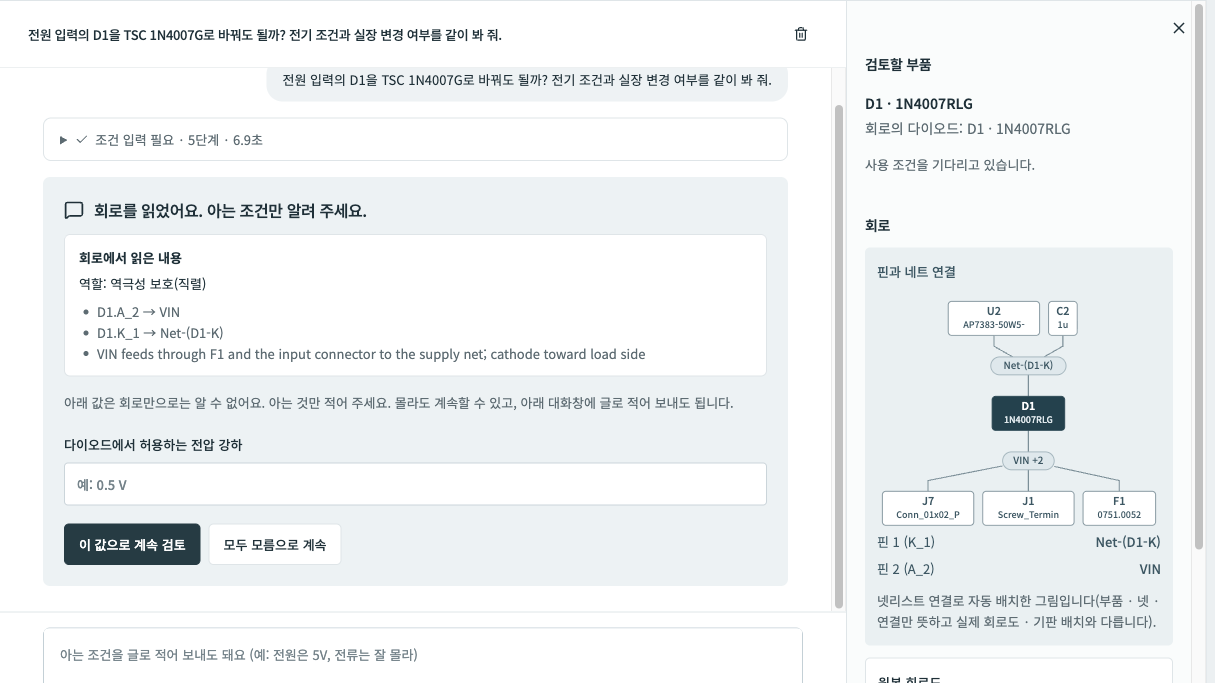 전원 입력의 D1을 TSC 1N4007G로 바꿔도 될까? 전기 조건과 실장 변경 여부를 같이 봐 줘.
전원 입력의 D1을 TSC 1N4007G로 바꿔도 될까? 전기 조건과 실장 변경 여부를 같이 봐 줘.
조건 입력 필요 · 5단계 · 6.9초
회로를 읽었어요. 아는 조건만 알려 주세요.
회로에서 읽은 내용
역할: 역극성 보호(직렬)
• D1.A_2 → VIN
• D1.K_1 → Net-(D1-K)
• VIN feeds through F1 and the input connector to the supply net; cathode toward load side
아래 값은 회로만으로는 알 수 없어요. 아는 것만 적어 주세요. 몰라도 계속할 수 있고, 아래 대화창에 글로 적어 보내도 됩니다.
다이오드에서 허용하는 전압 강하
예: 0.5 V
이 값으로 계속 검토
모두 모름으로 계속
아는 조건을 글로 적어 보내도 돼요 (예: 전원은 5V, 전류는 잘 몰라)
검토할 부품
D1 · 1N4007RLG
회로의 다이오드: D1 · 1N4007RLG
사용 조건을 기다리고 있습니다.
회로
핀과 네트 연결
U2
AP7383-50W5-
C2
1u
Net-(D1-K)
D1
1N4007RLG
VIN +2
J7
Conn_01x02_P
J1
Screw_Termin
F1
0751.0052
핀 1 (K_1)
Net-(D1-K)
핀 2 (A_2)
VIN
넷리스트 연결로 자동 배치한 그림입니다(부품 · 넷 ·
연결만 뜻하고 실제 회로도 · 기판 배치와 다릅니다).